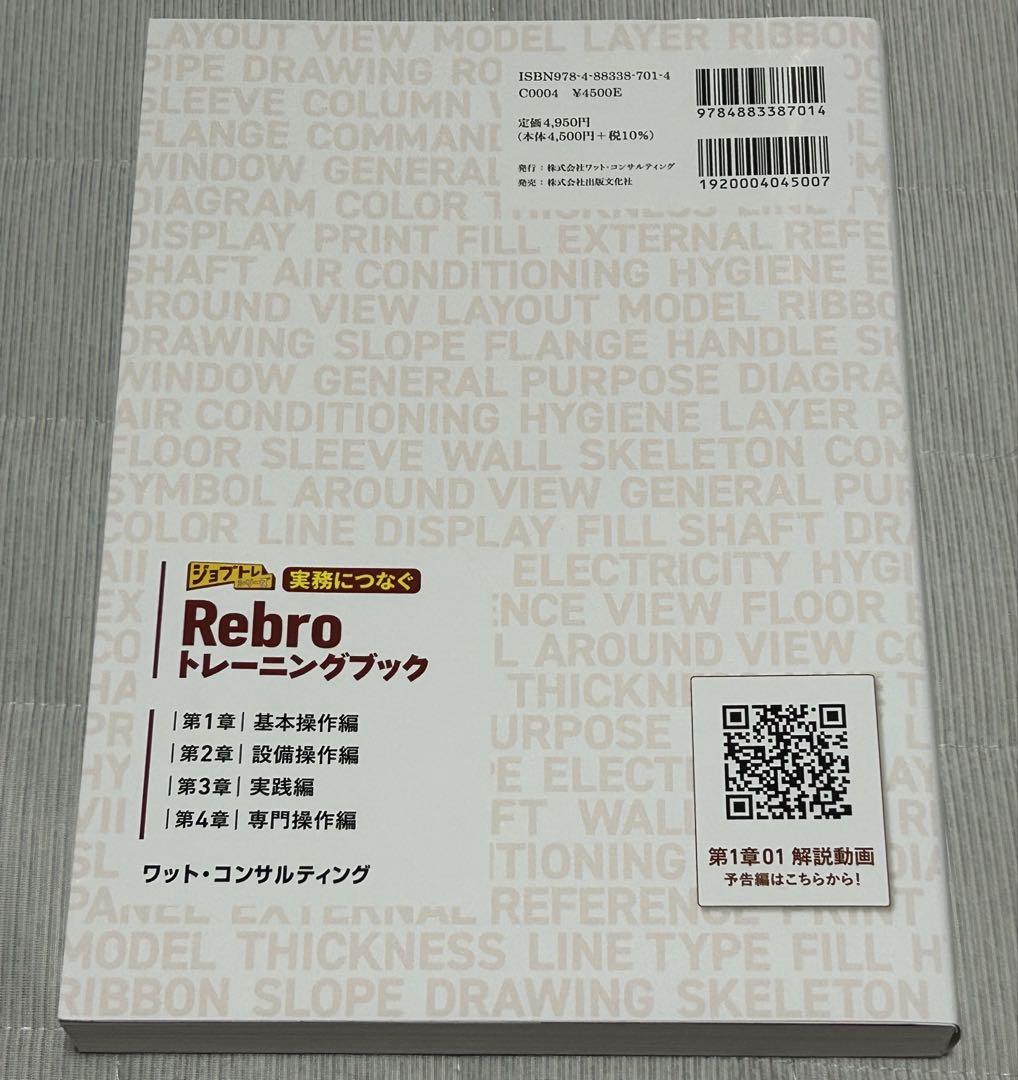 LAYOUT VIEW MODEL LAYER RIBBON
PIPE DRAWING RO
SLEEVE COLUMN
FLANGE COMMAND
WINDOW GENERAL
DIAGRAM COLOR THICKNESS LINE TY
DISPLAY PRINT FILL EXTERNAL REFE
SHAFT AIR CONDITIONING HYGIENE E
AROUND VIEW LAYOUT MODEL RIBBON
DRAWING SLOPE FLANGE HANDLE SK
WINDOW GENERAL PURPOSE DIAGRA
AIR CONDITIONING HYGIENE LAYER P
FLOOR SLEEVE WALL SKELETON CON
SYMBOL AROUND VIEW GENERAL PUR
COLOR LINE DISPLAY FILL SHAFT DRA
ELECTRICITY HYG
ENCE VIEW FLOOR
L AROUND VIEW CO
THICKN
URPOSE
E ELECT
FT WALL
TIONING
PANEL EXTERNAL REFERENCE PRINT
MODEL THICKNESS LINE TYPE FILL H
RIBBON SLOPE DRAWING SKELETON
ISBN978-4-88338-701-4
C0004 ¥4500E
定価4,950円
(本体4,500円+税10%)
発行:株式会社ワット・コンサルティング
発売:株式会社出版文化社
9784883387014
1920004045007
ジョブトレ
実務につなぐ
Rebro
トレーニングブック
|第1章| 基本操作編
|第2章| 設備操作編
|第3章| 実践編
|第4章| 専門操作編
ワット・コンサルティング
第1章01 解説動画
予告編はこちらから!